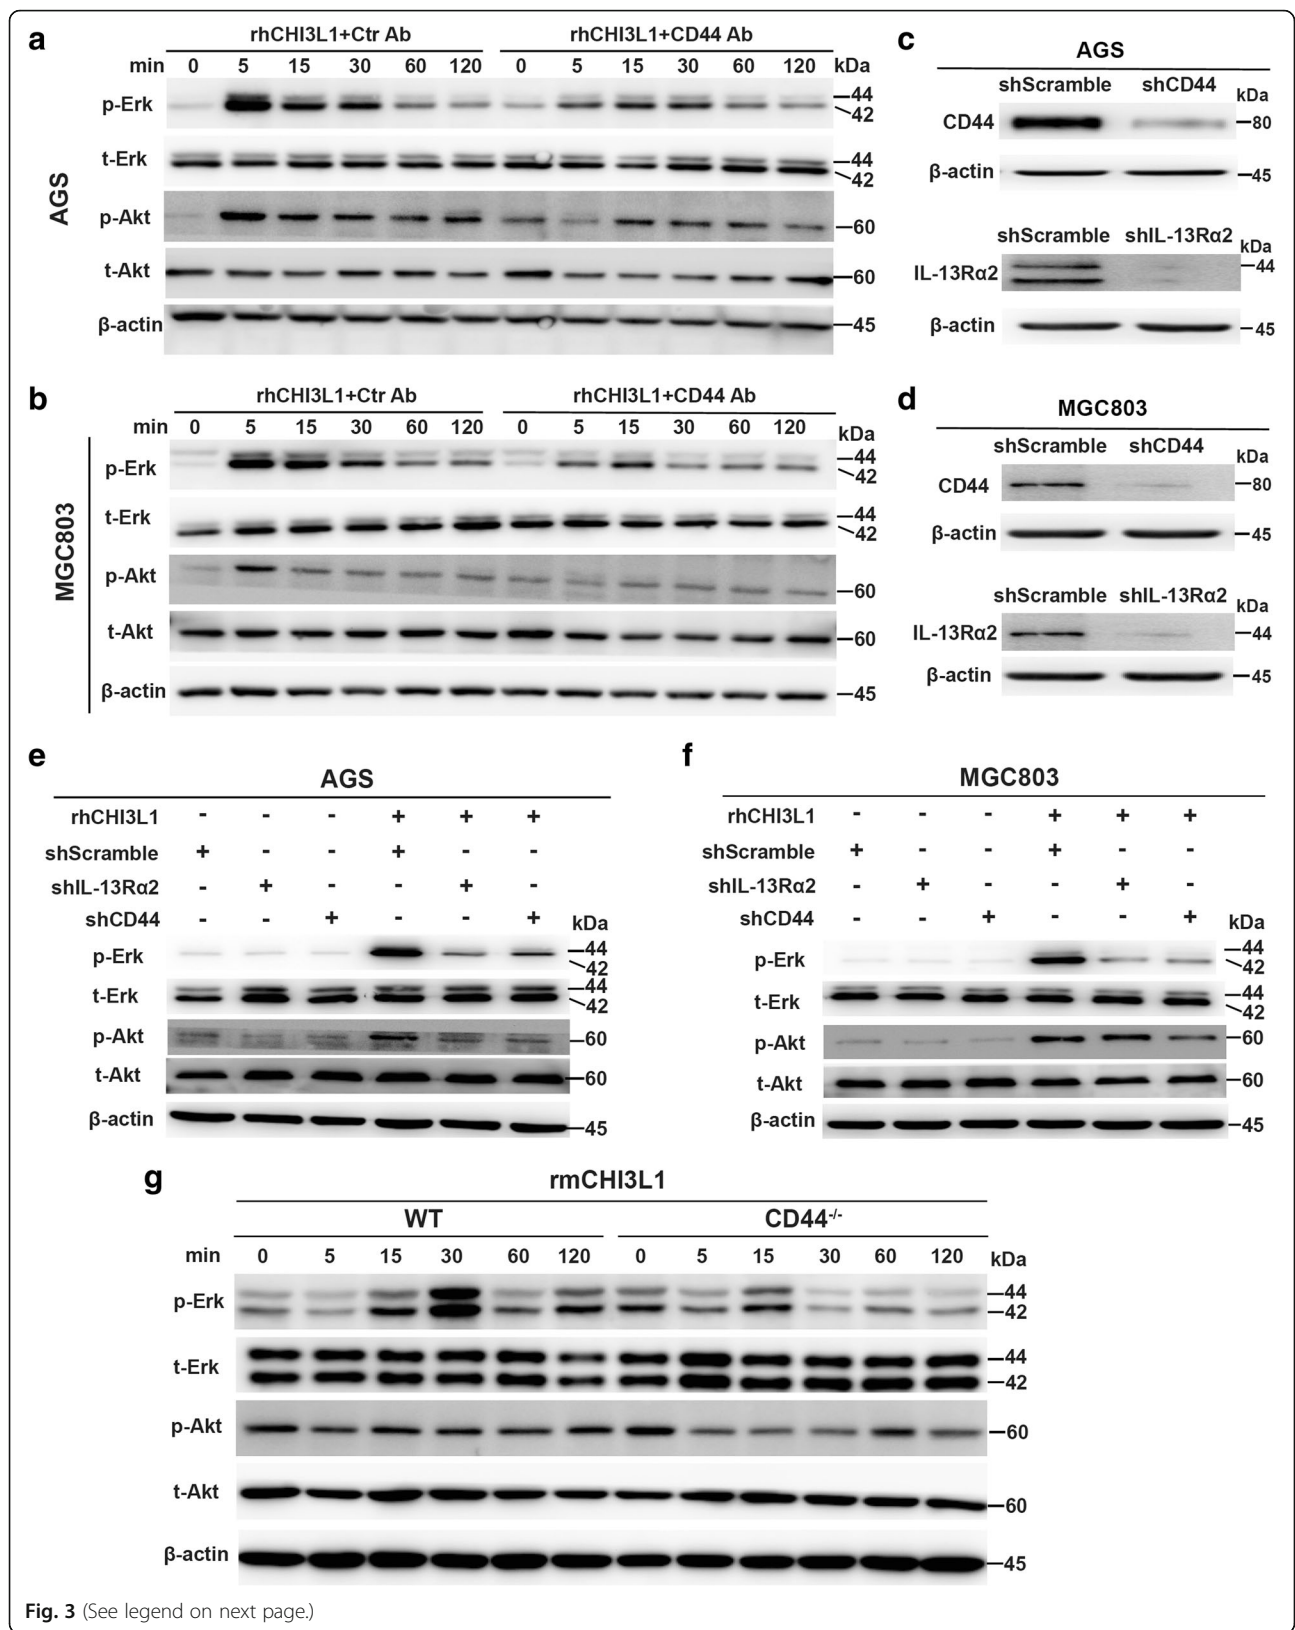 a
rhCHI3L1+Ctr Ab rhCHI3L1+CD44 Ab
min 0 5 15 30 60 120 0 5 15 30 60 120 kDa
AGS
p-Erk 44
42
t-Erk 44
42
p-Akt 60
t-Akt 60
β-actin 45
b
rhCHI3L1+Ctr Ab rhCHI3L1+CD44 Ab
min 0 5 15 30 60 120 0 5 15 30 60 120 kDa
MGC803
p-Erk 44
42
t-Erk 44
42
p-Akt 60
t-Akt 60
β-actin 45
c
AGS
shScramble shCD44 kDa
CD44 80
β-actin 45
shScramble shIL-13Rα2 kDa
IL-13Rα2 44
β-actin 45
d
MGC803
shScramble shCD44 kDa
CD44 80
β-actin 45
shScramble shIL-13Rα2 kDa
IL-13Rα2 44
β-actin 45
e
AGS
rhCHI3L1 - - - + + +
shScramble + - - + - -
shIL-13Rα2 - + - - + -
shCD44 - - + - - + kDa
p-Erk 44
42
t-Erk 44
42
p-Akt 60
t-Akt 60
β-actin 45
f
MGC803
rhCHI3L1 - - - + + +
shScramble + - - + - -
shIL-13Rα2 - + - - + -
shCD44 - - + - - + kDa
p-Erk 44
42
t-Erk 44
42
p-Akt 60
t-Akt 60
β-actin 45
g
rmCHI3L1
WT CD44-/-
min 0 5 15 30 60 120 0 5 15 30 60 120 kDa
p-Erk 44
42
t-Erk 44
42
p-Akt 60
t-Akt 60
β-actin 45
Fig. 3 (See legend on next page.)